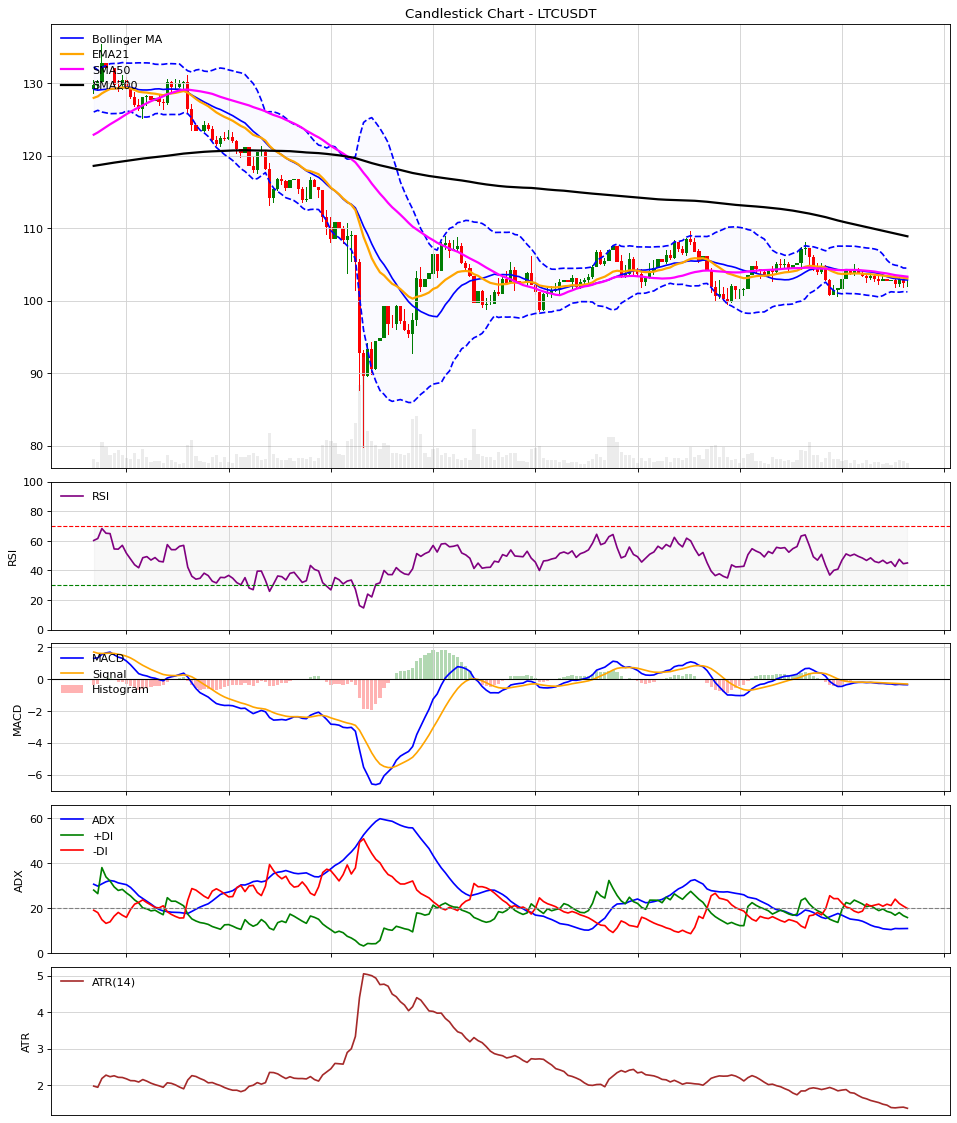 Candlestick Chart - LTCUSDT
Bollinger MA
EMA21
SMA50
SMA200
130
120
110
100
90
80
RSI
100
80
60
40
20
0
RSI
MACD
Signal
Histogram
2
0
−2
−4
−6
MACD
ADX
+DI
-DI
60
40
20
0
ADX
ATR(14)
5
4
3
2
ATR